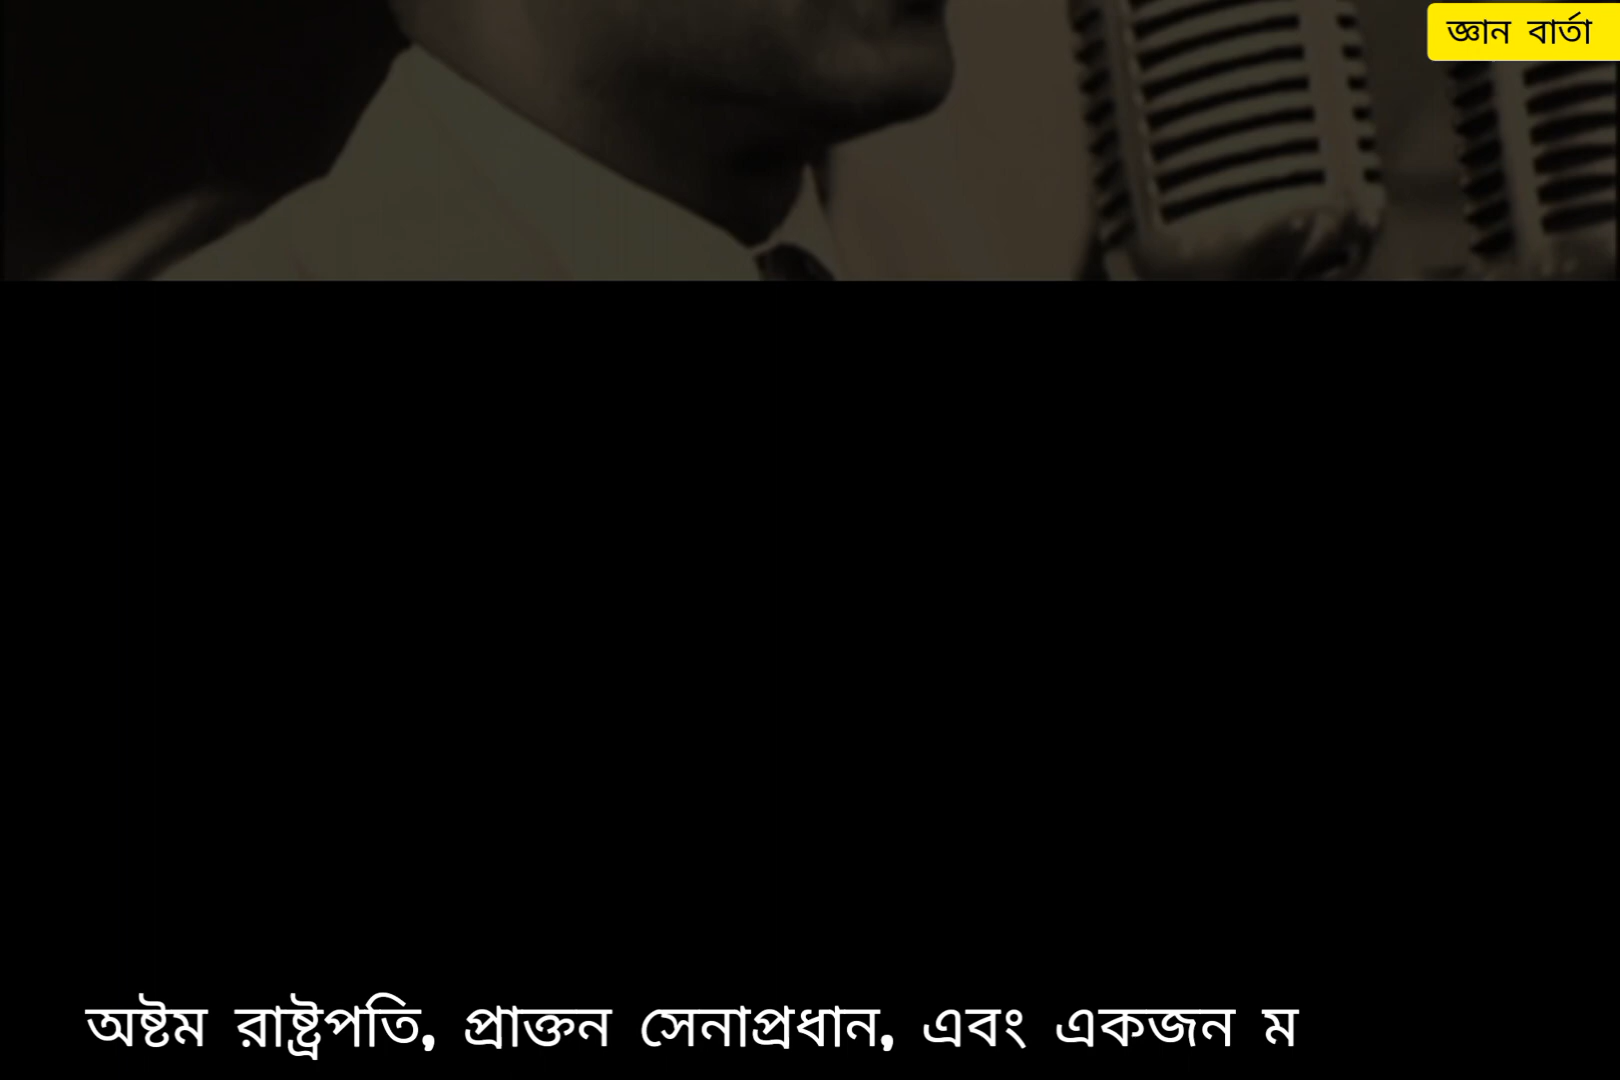 জ্ঞান বার্তা
অষ্টম রাষ্ট্রপতি, প্রাক্তন সেনাপ্রধান, এবং একজন ম